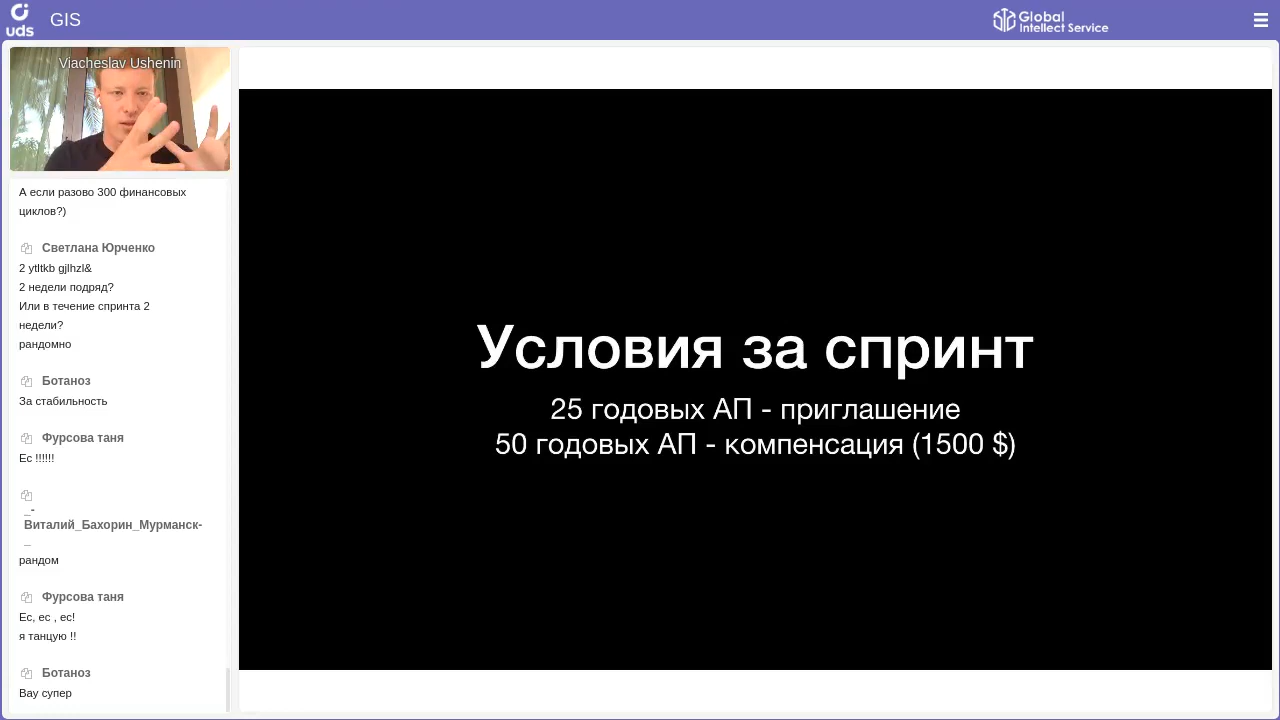 uds
GIS
Global
Intellect Service
Viacheslav Ushenin
А если разово 300 финансовых
циклов?)
Светлана Юрченко
2 ytltkb gjlhzl&
2 недели подряд?
Или в течение спринта 2
недели?
рандомно
Ботаноз
За стабильность
Фурсова таня
Ес !!!!!!
_-
Виталий_Бахорин_Мурманск-
_
рандом
Фурсова таня
Ес, ес , ес!
я танцую !!
Ботаноз
Вау супер
Условия за спринт
25 годовых АП - приглашение
50 годовых АП - компенсация (1500 $)